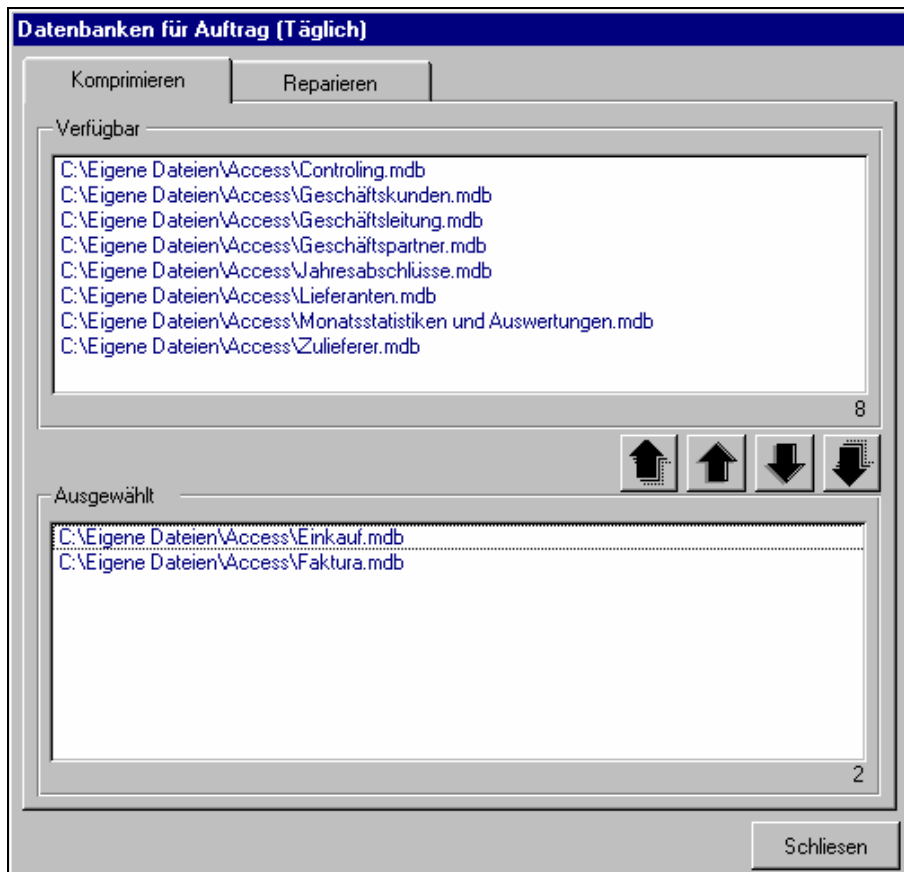 Datenbanken für Auftrag (Täglich)
Komprimieren Reparieren
Verfügbar
C:\Eigene Dateien\Access\Controling.mdb
C:\Eigene Dateien\Access\Geschäftskunden.mdb
C:\Eigene Dateien\Access\Geschäftsleitung.mdb
C:\Eigene Dateien\Access\Geschäftspartner.mdb
C:\Eigene Dateien\Access\Jahresabschlüsse.mdb
C:\Eigene Dateien\Access\Lieferanten.mdb
C:\Eigene Dateien\Access\Monatsstatistiken und Auswertungen.mdb
C:\Eigene Dateien\Access\Zulieferer.mdb
8
Ausgewählt
C:\Eigene Dateien\Access\Einkauf.mdb
C:\Eigene Dateien\Access\Faktura.mdb
2
Schliesen